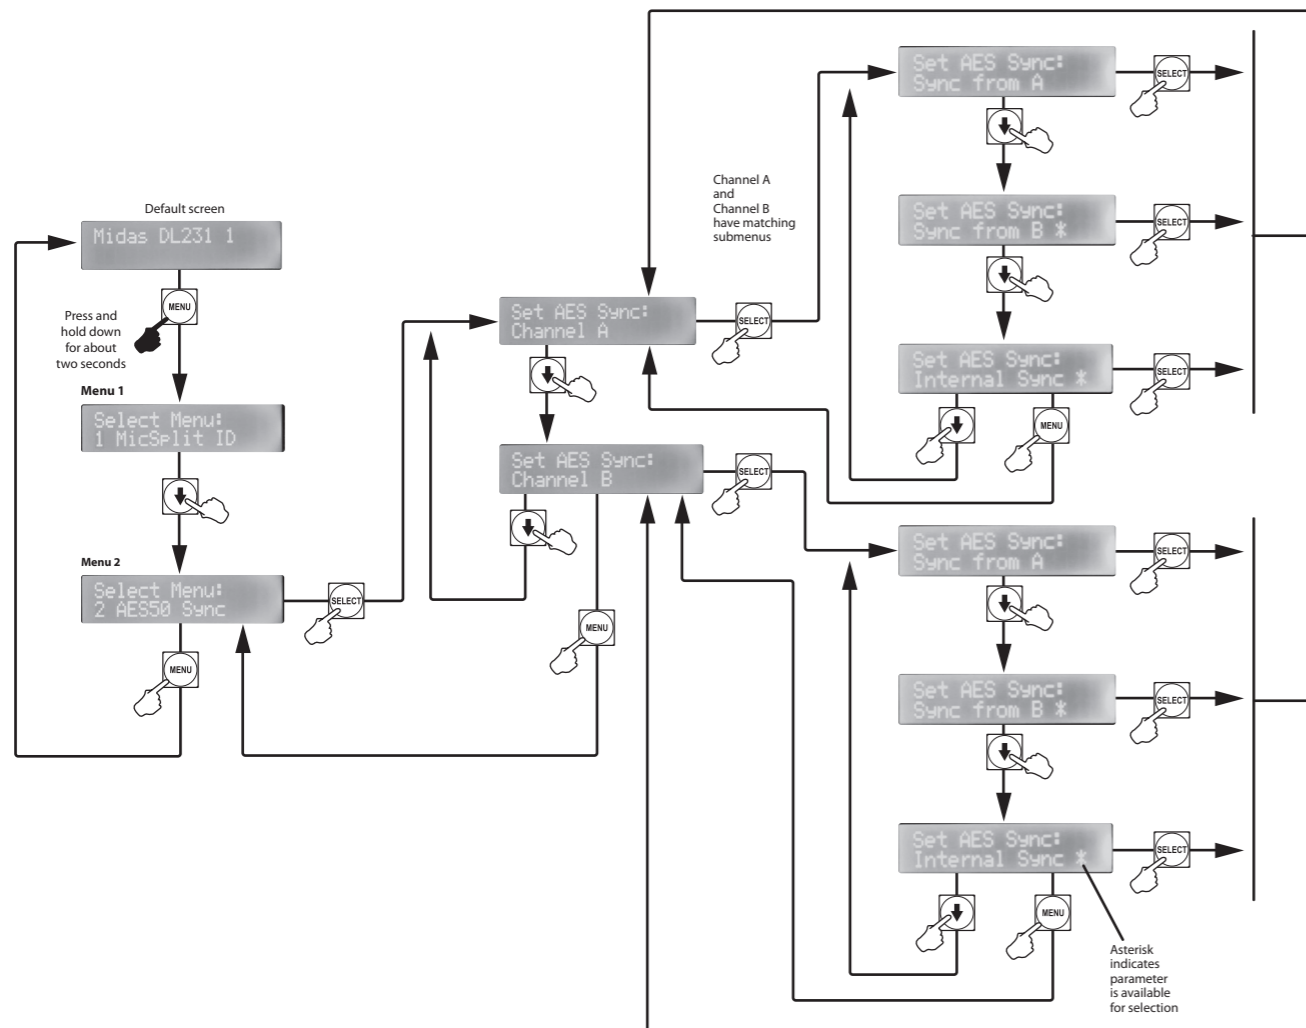 Default screen
Midas DL231 1
MENU
Press and
hold down
for about
two seconds
Menu 1
Select Menu:
1 MicSplit ID
Menu 2
Select Menu:
2 AES50 Sync
SELECT
MENU
Set AES Sync:
Channel A
SELECT
Set AES Sync:
Channel B
SELECT
MENU
Channel A
and
Channel B
have matching
submenus
Set AES Sync:
Sync from A
SELECT
Set AES Sync:
Sync from B *
SELECT
Set AES Sync:
Internal Sync *
SELECT
MENU
Set AES Sync:
Sync from A
SELECT
Set AES Sync:
Sync from B *
SELECT
Set AES Sync:
Internal Sync *
SELECT
MENU
Asterisk
indicates
parameter
is available
for selection